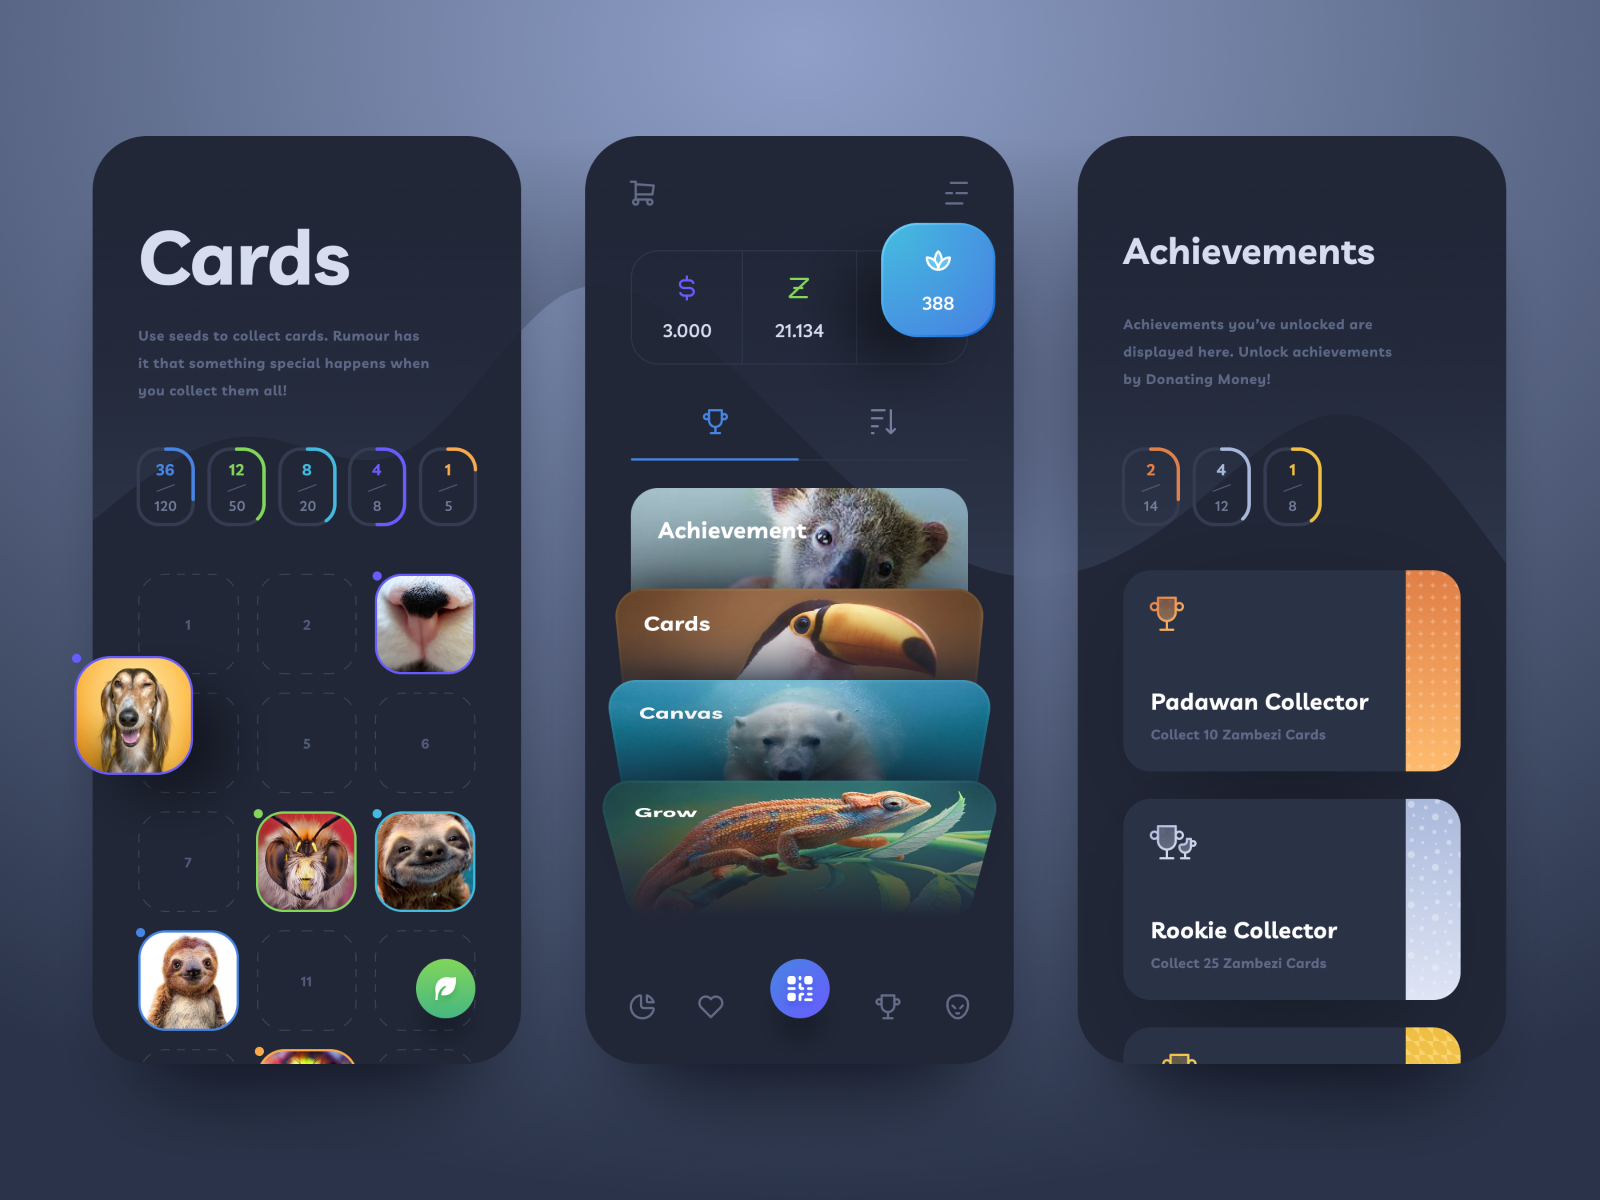 Cards
Use seeds to collect cards. Rumour has
it that something special happens when
you collect them all!
36 12 8 4 1
120 50 20 8 5
1 2
5 6
7
11
$ Ƶ
388
3.000 21.134
Achievement
Cards
Canvas
Grow
Achievements
Achievements you’ve unlocked are
displayed here. Unlock achievements
by Donating Money!
2 4 1
14 12 8
Padawan Collector
Collect 10 Zambezi Cards
Rookie Collector
Collect 25 Zambezi Cards